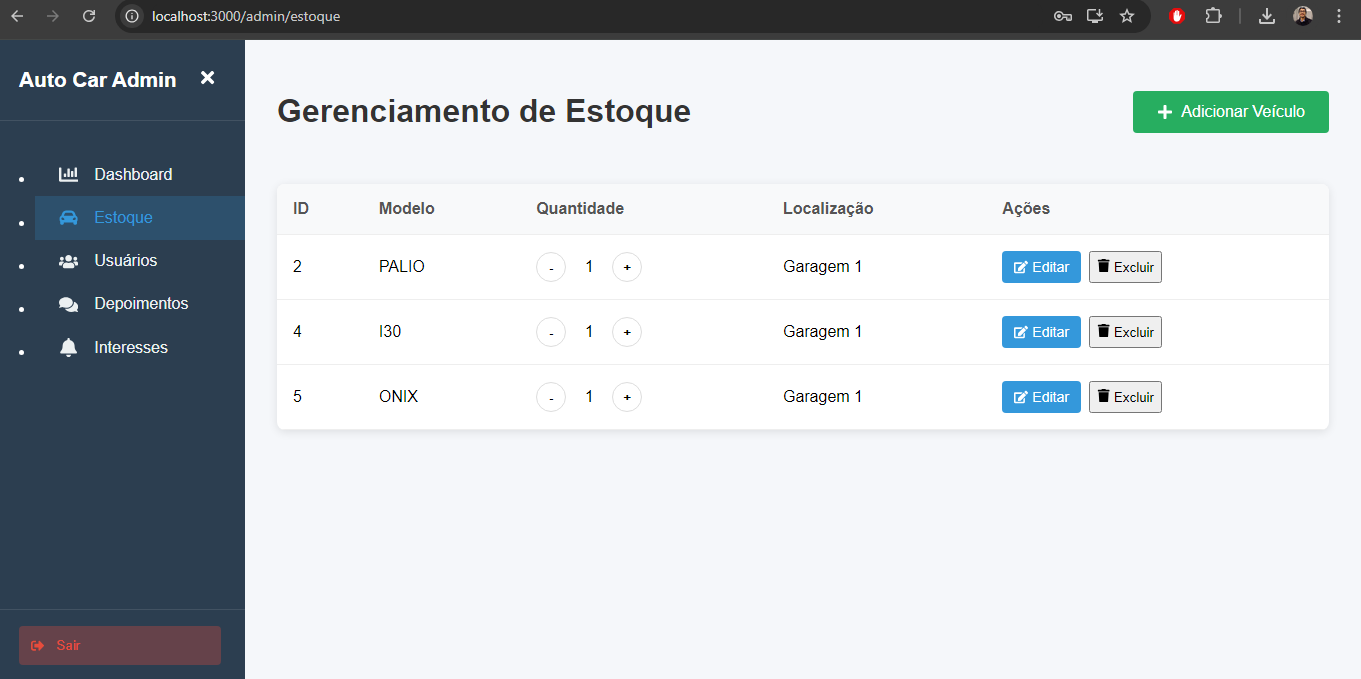 localhost:3000/admin/estoque
Auto Car Admin
Dashboard
Estoque
Usuários
Depoimentos
Interesses
Sair
Gerenciamento de Estoque
+ Adicionar Veículo
ID Modelo Quantidade Localização Ações
2 PALIO - 1 + Garagem 1 Editar Excluir
4 I30 - 1 + Garagem 1 Editar Excluir
5 ONIX - 1 + Garagem 1 Editar Excluir